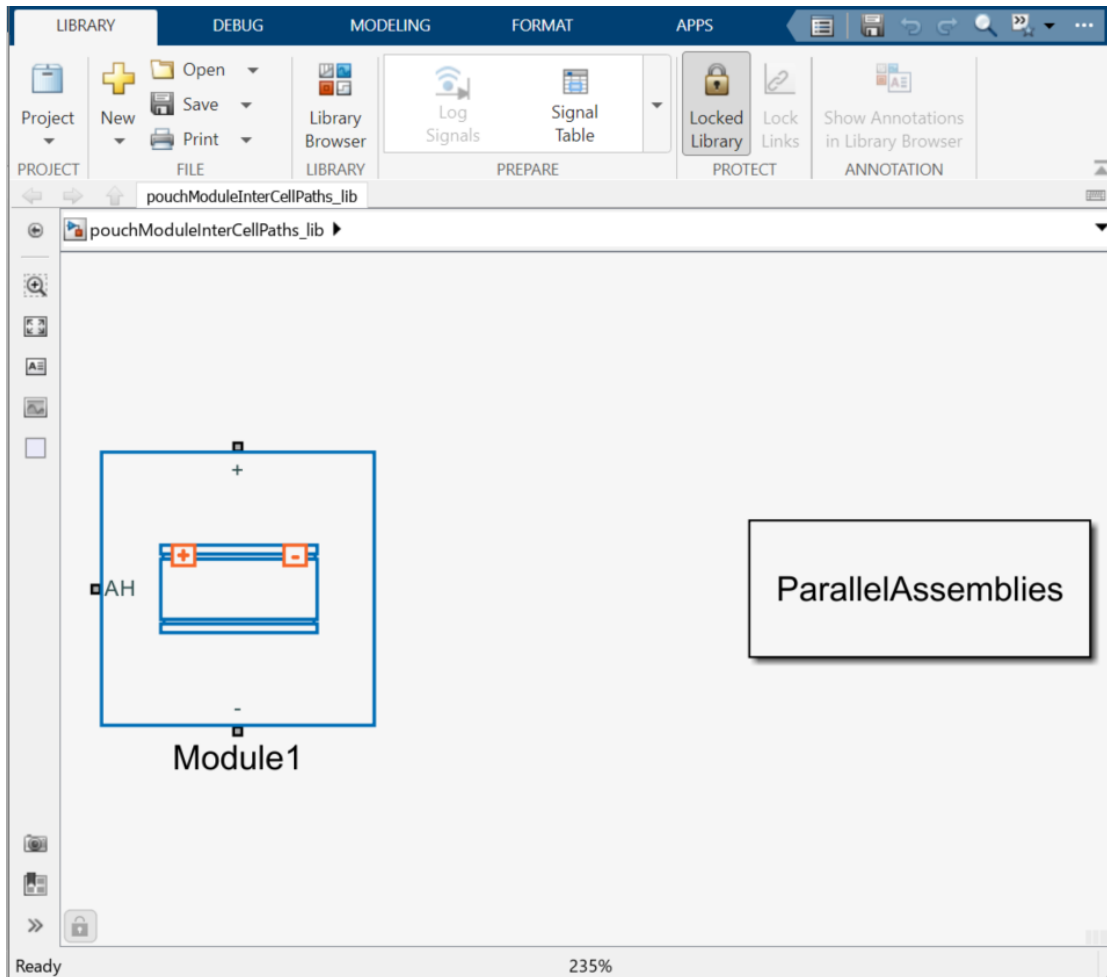 LIBRARY DEBUG MODELING FORMAT APPS
Project
New
Open
Save
Print
Library
Browser
Log
Signals
Signal
Table
Locked
Library
Lock
Links
Show Annotations
in Library Browser
PROJECT FILE LIBRARY PREPARE PROTECT ANNOTATION
pouchModuleInterCellPaths_lib
pouchModuleInterCellPaths_lib
+
+ -
AH
-
Module1
ParallelAssemblies
Ready 235%